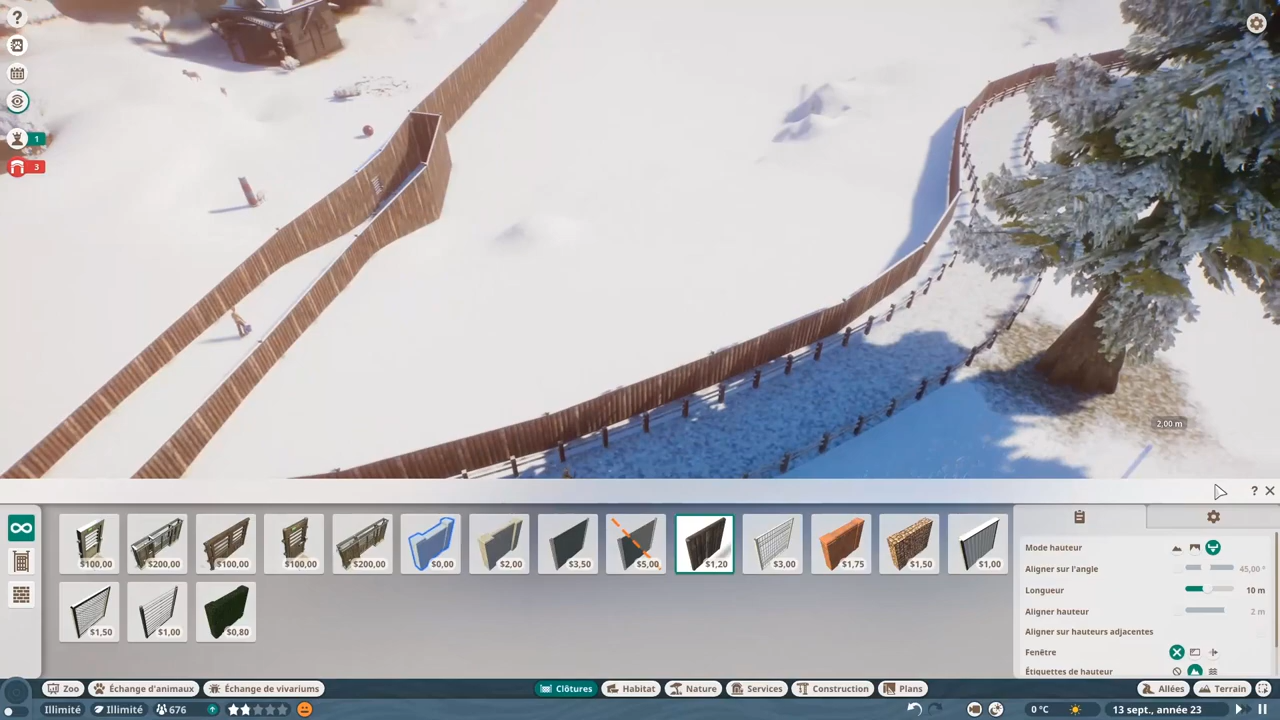 ?
1
3
2,00 m
?
$100,00 $200,00 $100,00 $100,00 $200,00 $0,00 $2,00 $3,50 $5,00 $1,20 $3,00 $1,75 $1,50 $1,00
$1,50 $1,00 $0,80
Mode hauteur
Aligner sur l'angle 45,00 °
Longueur 10 m
Aligner hauteur 2 m
Aligner sur hauteurs adjacentes
Fenêtre
Étiquettes de hauteur
Zoo Échange d'animaux Échange de vivariums Clôtures Habitat Nature Services Construction Plans Allées Terrain
Illimité Illimité 676 0 °C 13 sept., année 23